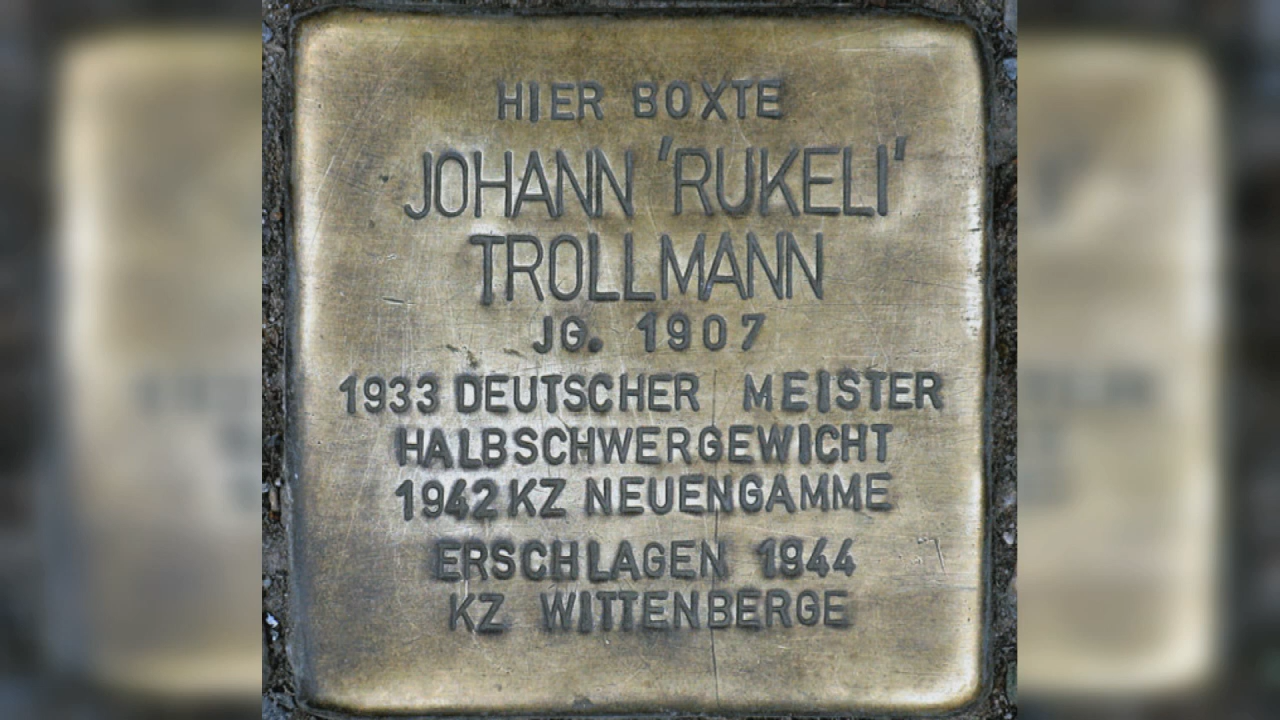 HIER BOXTE
JOHANN 'RUKELI'
TROLLMANN
JG. 1907
1933 DEUTSCHER MEISTER
HALBSCHWERGEWICHT
1942 KZ NEUENGAMME
ERSCHLAGEN 1944
KZ WITTENBERGE